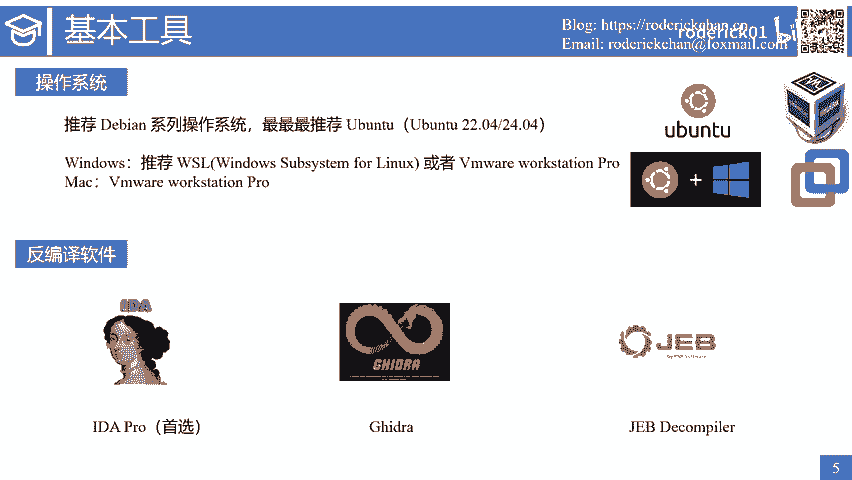 基本工具
Blog: https://roderickchan.cn
roderick01
Email: roderickchan@foxmail.com
操作系统
推荐 Debian 系列操作系统，最最最推荐 Ubuntu（Ubuntu 22.04/24.04）
ubuntu
Windows：推荐 WSL(Windows Subsystem for Linux) 或者 Vmware workstation Pro
Mac：Vmware workstation Pro
反编译软件
IDA
GHIDRA
JEB
IDA Pro（首选）
Ghidra
JEB Decompiler
5